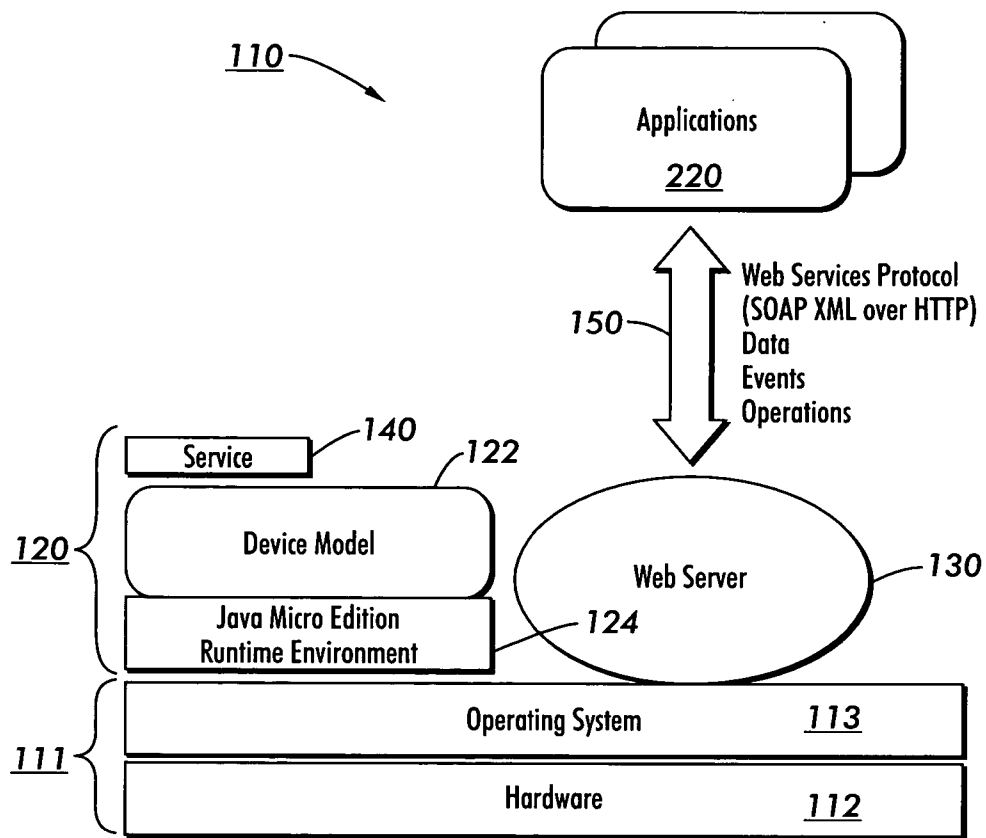 110
Applications
220
150
Web Services Protocol
(SOAP XML over HTTP)
Data
Events
Operations
120
Service
140
122
Device Model
Java Micro Edition
Runtime Environment
124
Web Server
130
111
Operating System
113
Hardware
112